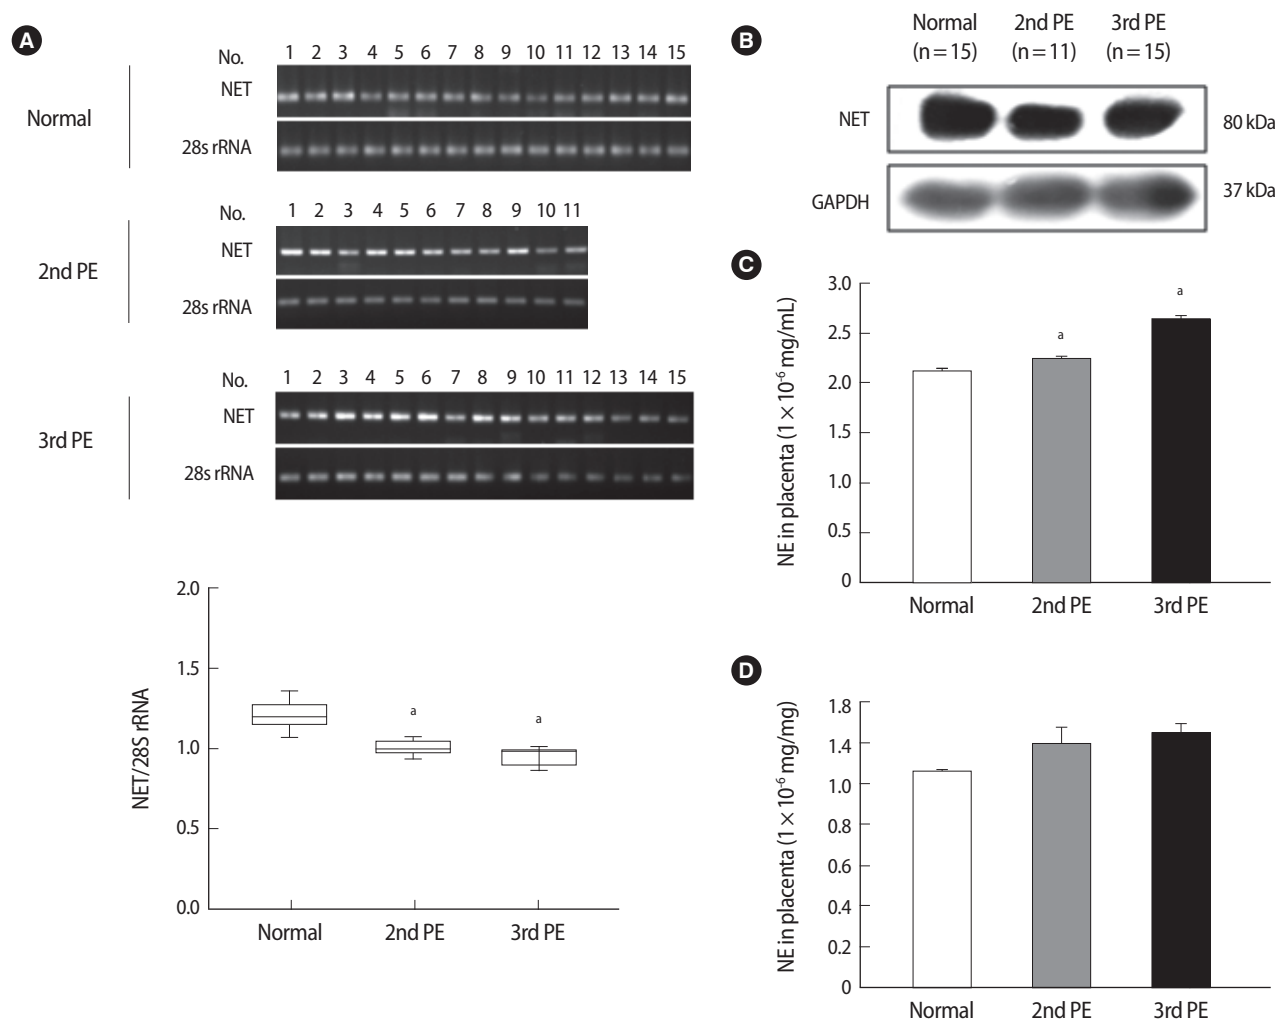 A
No. 1 2 3 4 5 6 7 8 9 10 11 12 13 14 15
NET
Normal
28s rRNA
No. 1 2 3 4 5 6 7 8 9 10 11
NET
2nd PE
28s rRNA
No. 1 2 3 4 5 6 7 8 9 10 11 12 13 14 15
NET
3rd PE
28s rRNA
NET/28S rRNA
2.0
1.5
1.0
0.5
0.0
a
a
Normal 2nd PE 3rd PE
B
Normal 2nd PE 3rd PE
(n = 15) (n = 11) (n = 15)
NET 80 kDa
GAPDH 37 kDa
C
NE in placenta (1 × 10⁻⁶ mg/mL)
3.0
2.5
2.0
1.5
1.0
0.5
0
a
a
Normal 2nd PE 3rd PE
D
NE in placenta (1 × 10⁻⁶ mg/mg)
1.8
1.4
1.0
0.8
0.6
0.4
0.2
0
Normal 2nd PE 3rd PE